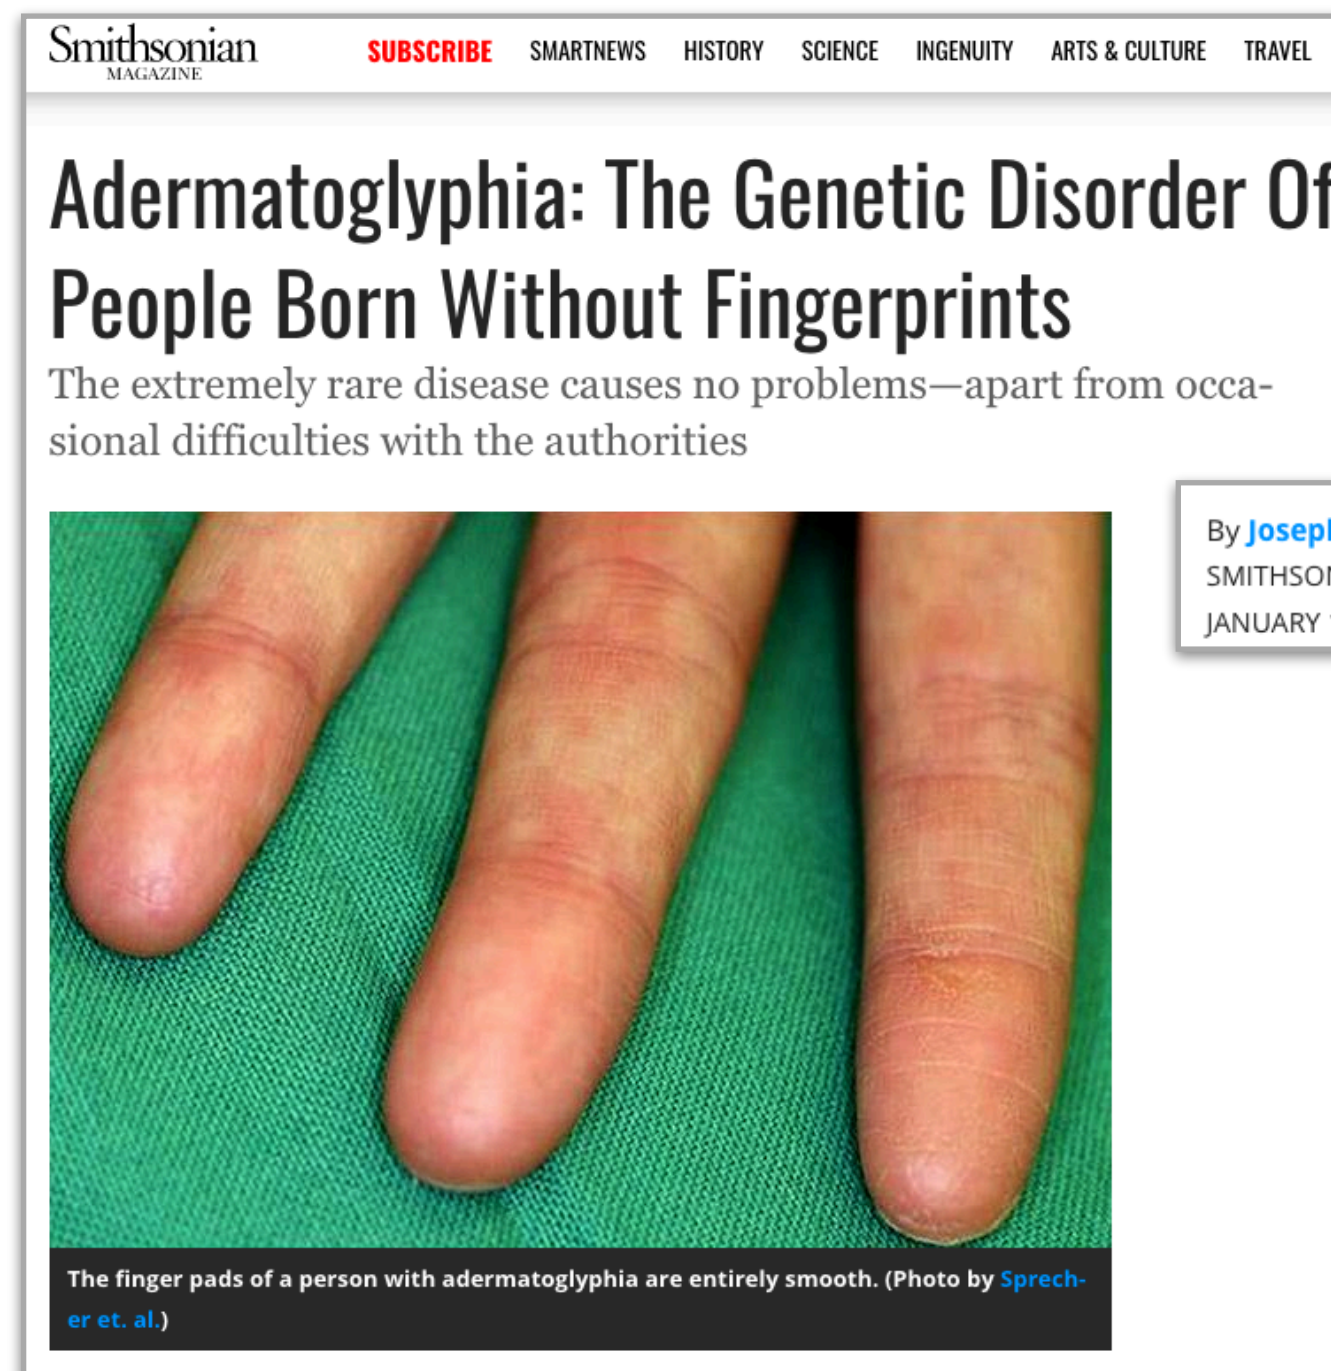 Smithsonian
MAGAZINE
SUBSCRIBE SMARTNEWS HISTORY SCIENCE INGENUITY ARTS & CULTURE TRAVEL
Adermatoglyphia: The Genetic Disorder Of
People Born Without Fingerprints
The extremely rare disease causes no problems—apart from occa-
sional difficulties with the authorities
By
JANUARY
The finger pads of a person with adermatoglyphia are entirely smooth. (Photo by Sprech-
er et. al.)